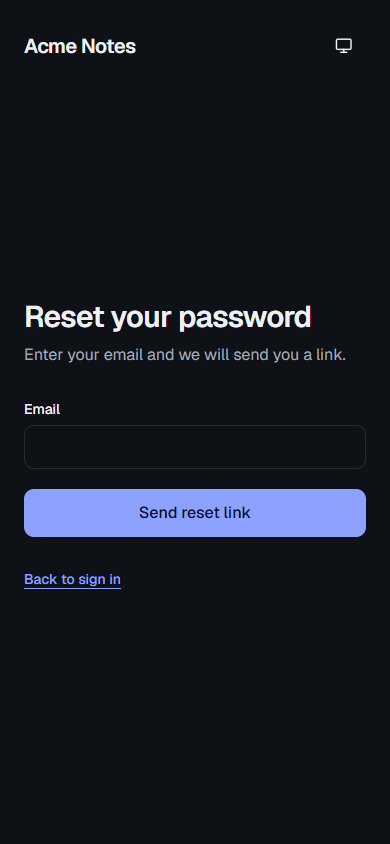 Acme Notes
Reset your password
Enter your email and we will send you a link.
Email
Send reset link
Back to sign in